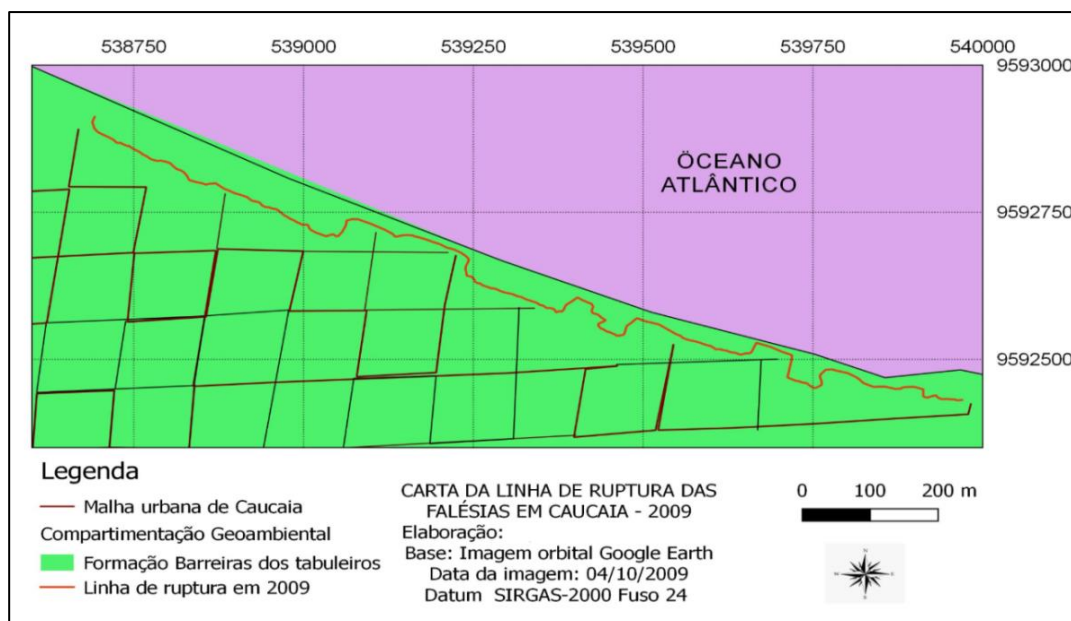 538750 539000 539250 539500 539750 540000
9593000
ÖCEANO
ATLÂNTICO
9592750
9592500
Legenda
Malha urbana de Caucaia
Compartimentação Geoambiental
Formação Barreiras dos tabuleiros
Linha de ruptura em 2009
CARTA DA LINHA DE RUPTURA DAS
FALÉSIAS EM CAUCAIA - 2009
Elaboração:
Base: Imagem orbital Google Earth
Data da imagem: 04/10/2009
Datum SIRGAS-2000 Fuso 24
0 100 200 m